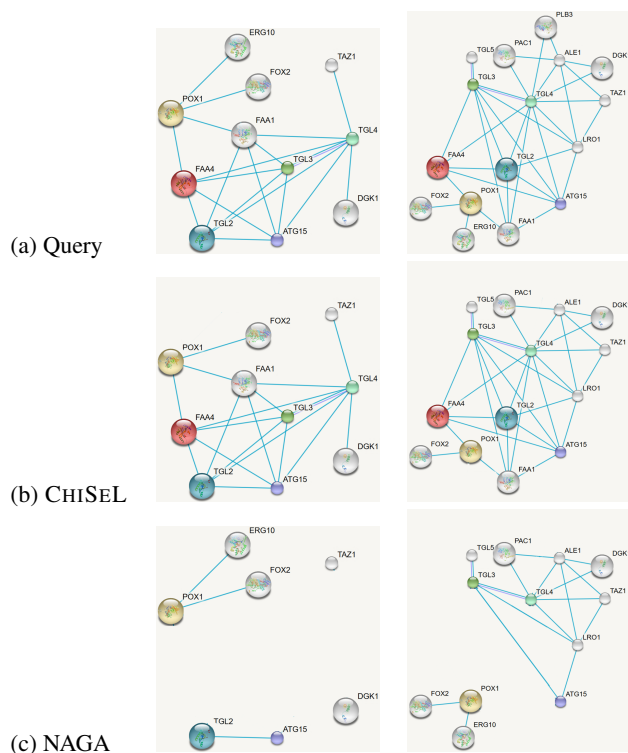 ERG10
TAZ1
FOX2
POX1
FAA1
TGL4
TGL3
FAA4
DGK1
TGL2
ATG15
PLB3
TGL5
PAC1
ALE1
DGK
TGL3
TGL4
TAZ1
LRO1
FAA4
TGL2
FOX2
POX1
ATG15
ERG10
FAA1
(a) Query
TAZ1
FOX2
POX1
FAA1
TGL4
TGL3
FAA4
DGK1
TGL2
ATG15
TGL5
PAC1
ALE1
DGK
TGL3
TGL4
TAZ1
LRO1
FAA4
TGL2
FOX2
POX1
ATG15
FAA1
(b) CHISEL
ERG10
TAZ1
FOX2
POX1
DGK1
TGL2
ATG15
TGL5
PAC1
ALE1
DGK
TGL3
TGL4
TAZ1
LRO1
ATG15
FOX2
POX1
ERG10
(c) NAGA